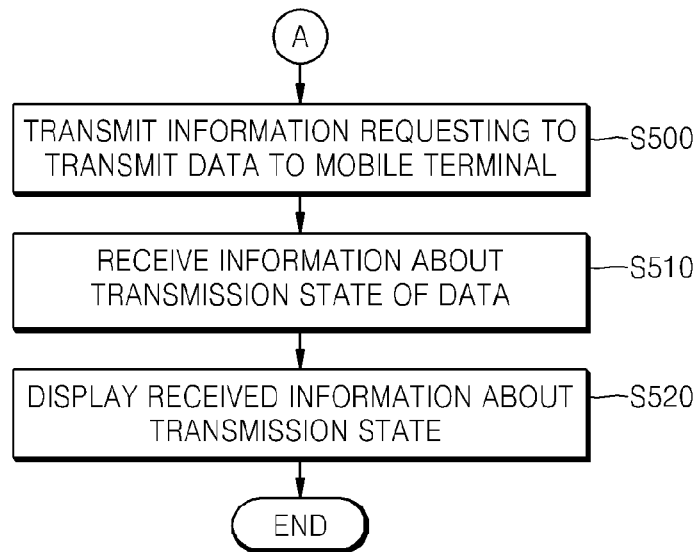 A
TRANSMIT INFORMATION REQUESTING TO
TRANSMIT DATA TO MOBILE TERMINAL
S500
RECEIVE INFORMATION ABOUT
TRANSMISSION STATE OF DATA
S510
DISPLAY RECEIVED INFORMATION ABOUT
TRANSMISSION STATE
S520
END